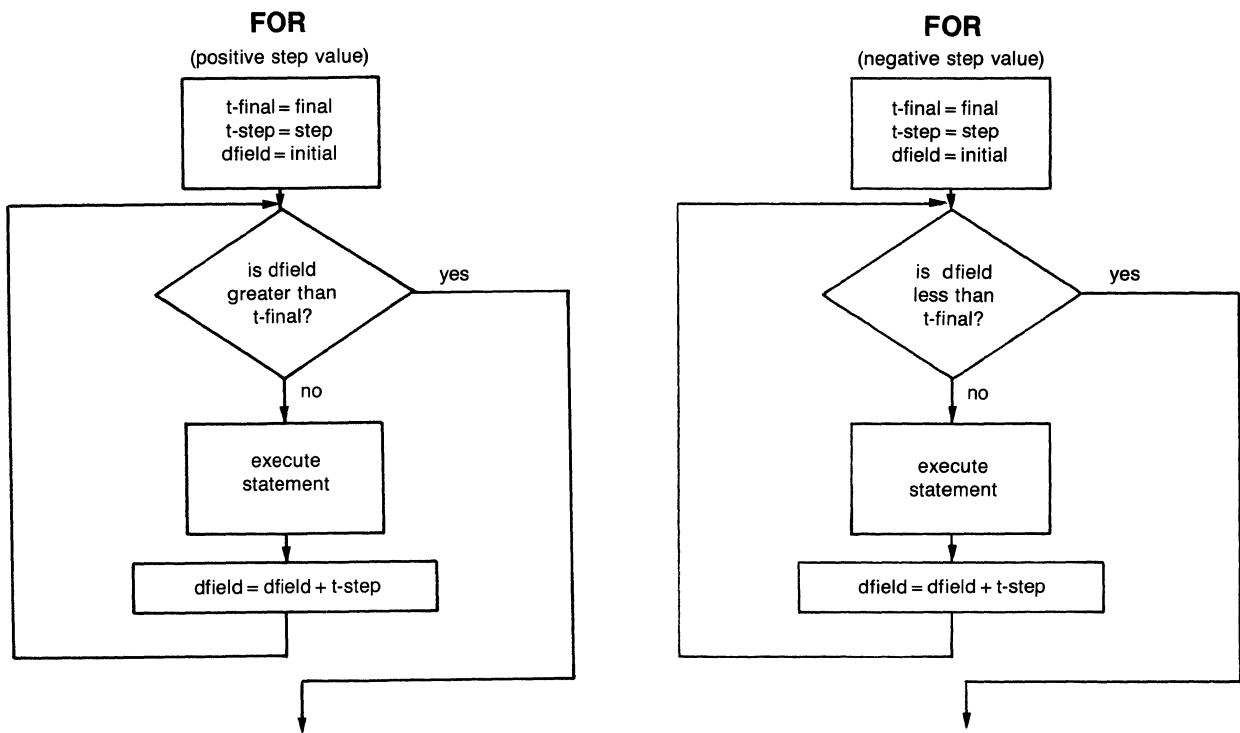 FOR
(positive step value)
t-final = final
t-step = step
dfield = initial
is dfield
greater than
t-final?
yes
no
execute
statement
dfield = dfield + t-step
FOR
(negative step value)
t-final = final
t-step = step
dfield = initial
is dfield
less than
t-final?
yes
no
execute
statement
dfield = dfield + t-step